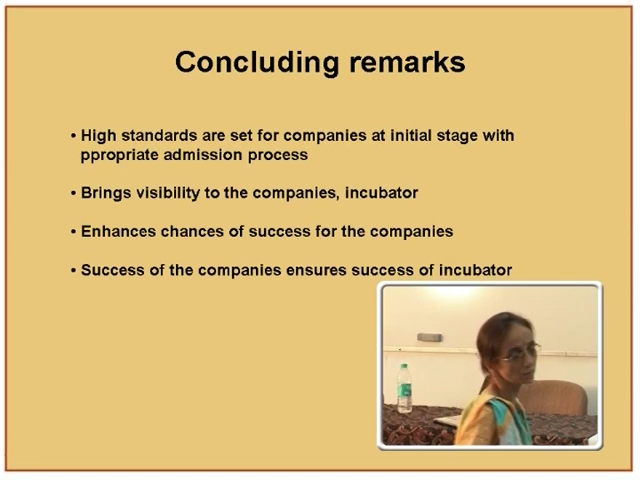 Concluding remarks
• High standards are set for companies at initial stage with
ppropriate admission process
• Brings visibility to the companies, incubator
• Enhances chances of success for the companies
• Success of the companies ensures success of incubator